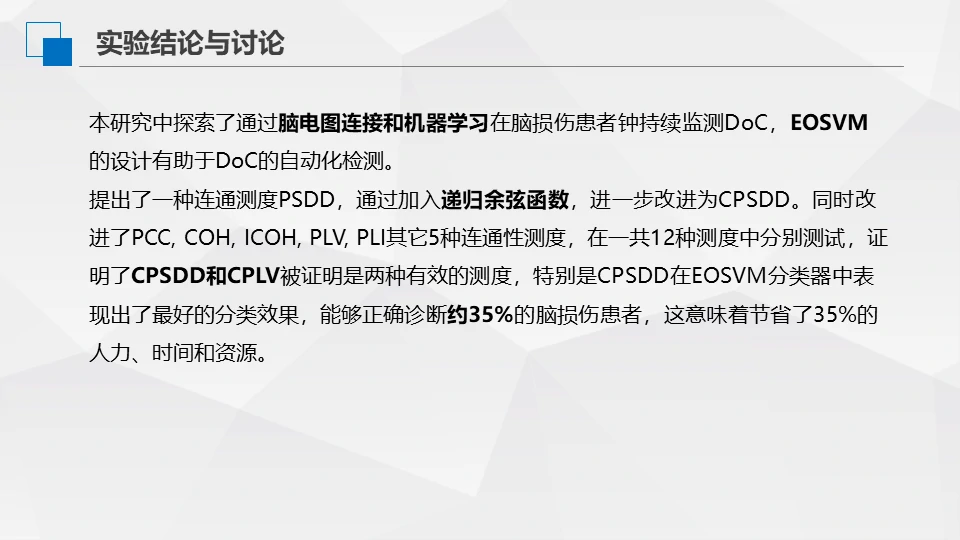 实验结论与讨论
本研究中探索了通过脑电图连接和机器学习在脑损伤患者钟持续监测DoC，EOSVM
的设计有助于DoC的自动化检测。
提出了一种连通测度PSDD，通过加入递归余弦函数，进一步改进为CPSDD。同时改
进了PCC, COH, ICOH, PLV, PLI其它5种连通性测度，在一共12种测度中分别测试，证
明了CPSDD和CPLV被证明是两种有效的测度，特别是CPSDD在EOSVM分类器中表
现出了最好的分类效果，能够正确诊断约35%的脑损伤患者，这意味着节省了35%的
人力、时间和资源。